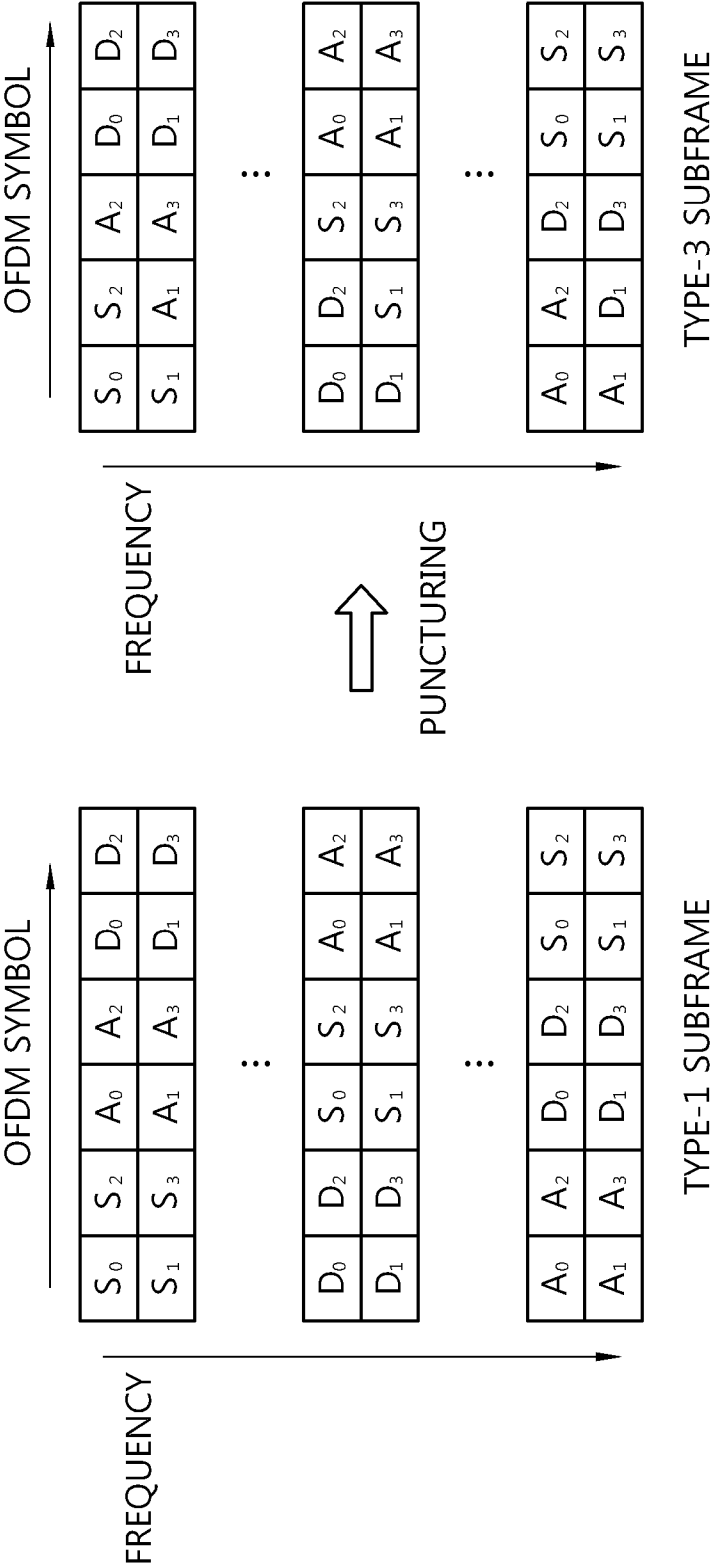 OFDM SYMBOL
FREQUENCY
S₀ S₂ A₀ A₂ D₀ D₂
S₁ S₃ A₁ A₃ D₁ D₃
...
D₀ D₂ S₀ S₂ A₀ A₂
D₁ D₃ S₁ S₃ A₁ A₃
...
A₀ A₂ D₀ D₂ S₀ S₂
A₁ A₃ D₁ D₃ S₁ S₃
TYPE-1 SUBFRAME
PUNCTURING
OFDM SYMBOL
FREQUENCY
S₀ S₂ A₂ D₀ D₂
S₁ A₁ A₃ D₁ D₃
...
D₀ D₂ S₂ A₀ A₂
D₁ S₁ S₃ A₁ A₃
...
A₀ A₂ D₂ S₀ S₂
A₁ D₁ D₃ S₁ S₃
TYPE-3 SUBFRAME